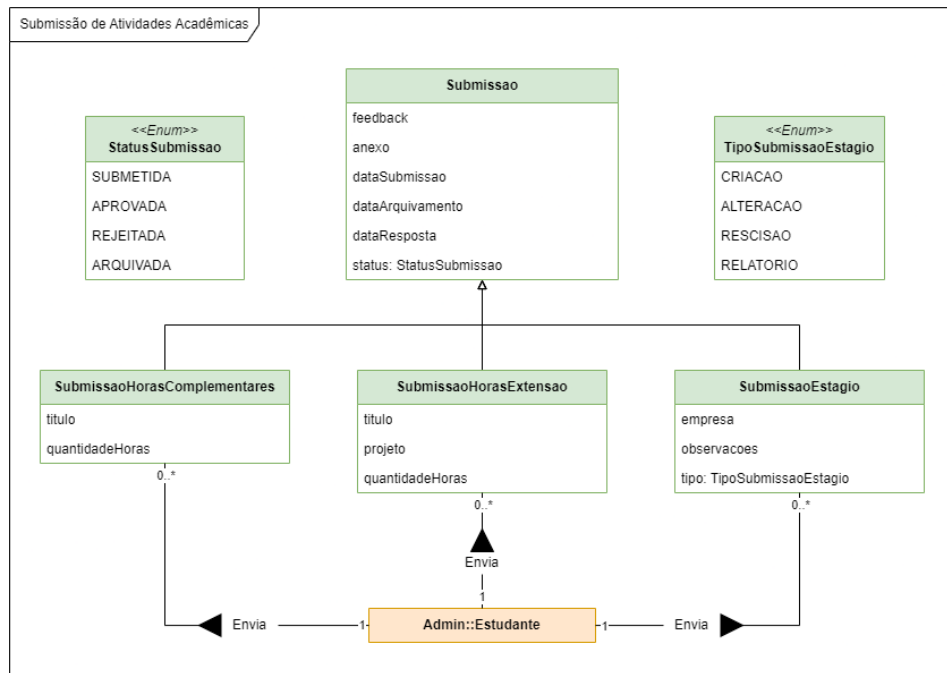 Submissão de Atividades Acadêmicas
Submissao
feedback
anexo
dataSubmissao
dataArquivamento
dataResposta
status: StatusSubmissao
<<Enum>>
StatusSubmissao
SUBMETIDA
APROVADA
REJEITADA
ARQUIVADA
<<Enum>>
TipoSubmissaoEstagio
CRIACAO
ALTERACAO
RESCISAO
RELATORIO
SubmissaoHorasComplementares
titulo
quantidadeHoras
SubmissaoHorasExtensao
titulo
projeto
quantidadeHoras
SubmissaoEstagio
empresa
observacoes
tipo: TipoSubmissaoEstagio
0..*
0..*
0..*
Envia
1
Envia
1
Admin::Estudante
1
Envia